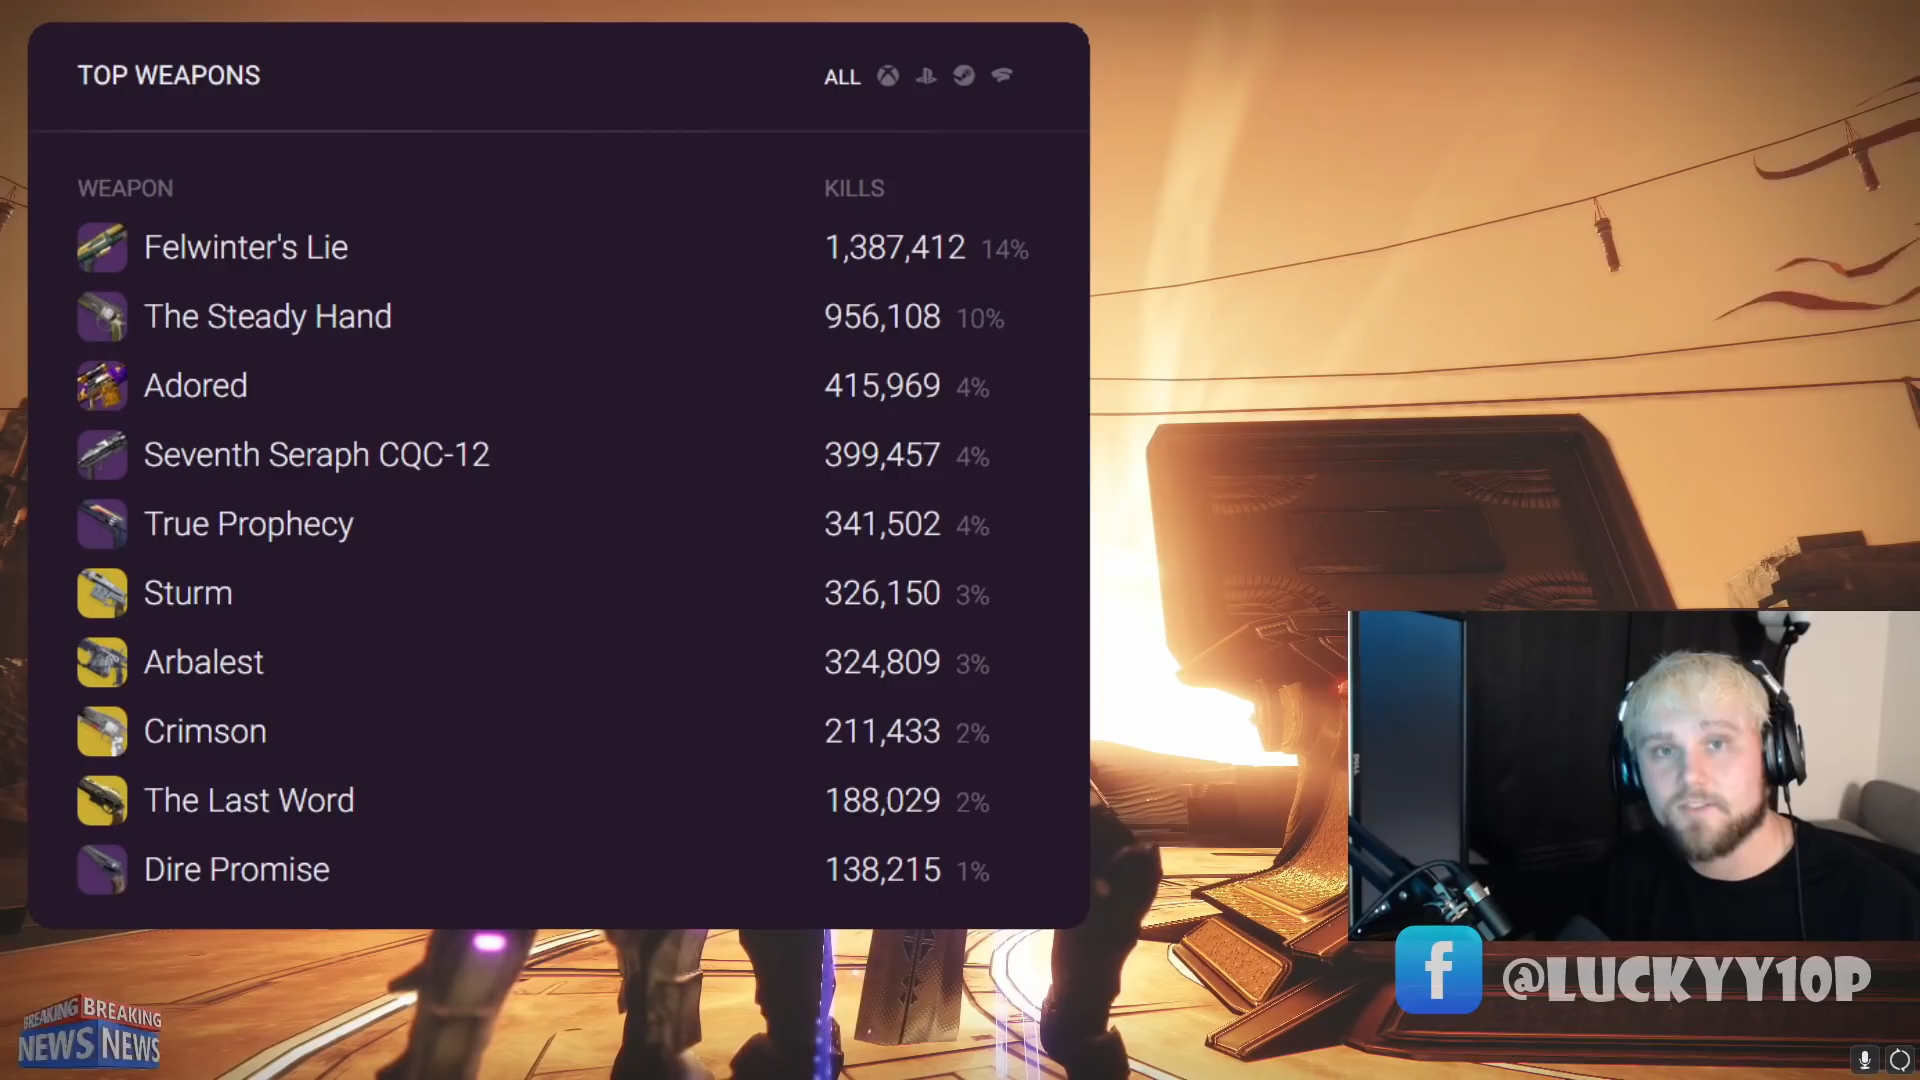 TOP WEAPONS
ALL
WEAPON KILLS
Felwinter's Lie 1,387,412 14%
The Steady Hand 956,108 10%
Adored 415,969 4%
Seventh Seraph CQC-12 399,457 4%
True Prophecy 341,502 4%
Sturm 326,150 3%
Arbalest 324,809 3%
Crimson 211,433 2%
The Last Word 188,029 2%
Dire Promise 138,215 1%
DELL
f @LUCKYY10P
BREAKING BREAKING
NEWS NEWS